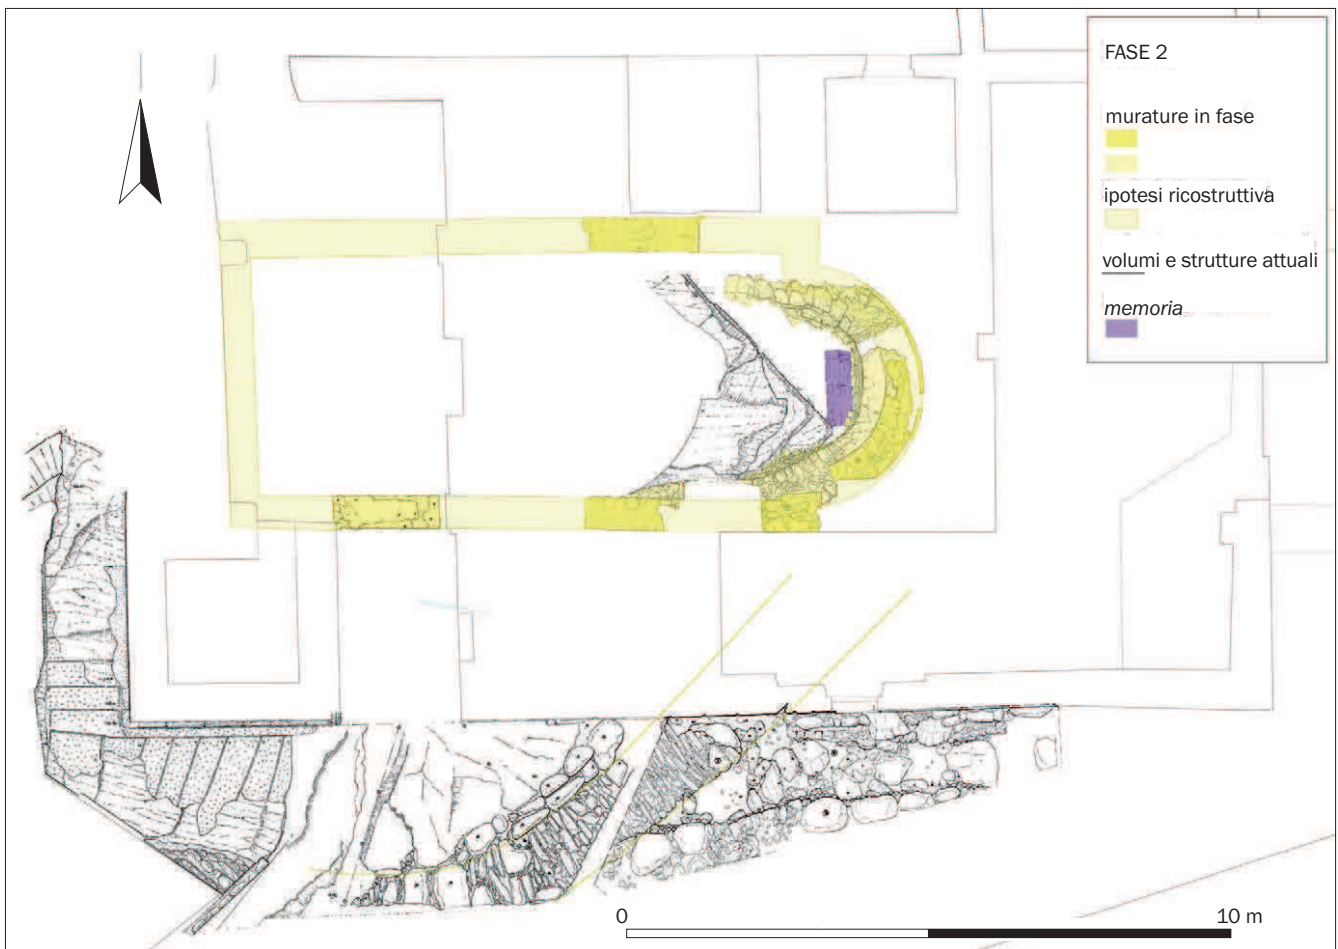 FASE 2
murature in fase
ipotesi ricostruttiva
volumi e strutture attuali
memoria
0 10 m